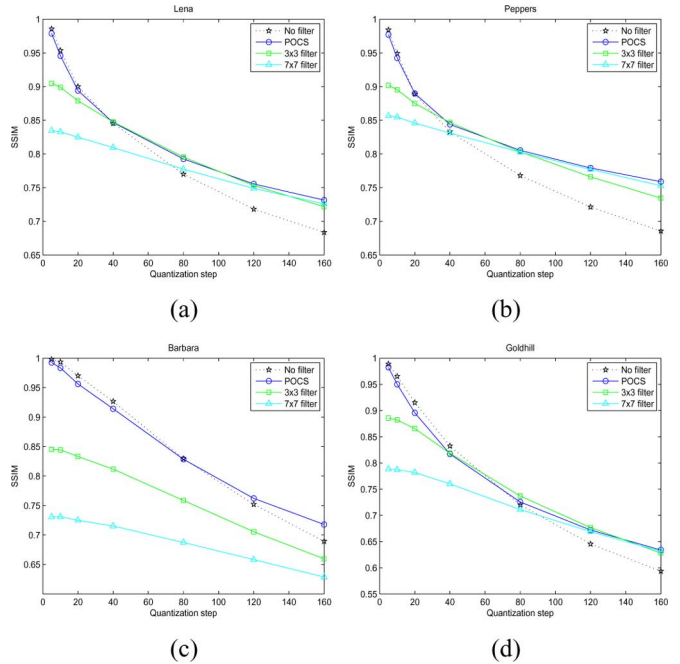 Lena
1
0.95
0.9
0.85
0.8
0.75
0.7
0.65
SSIM
0 20 40 60 80 100 120 140 160
Quantization step
No filter
POCS
3x3 filter
7x7 filter
(a)
Peppers
1
0.95
0.9
0.85
0.8
0.75
0.7
0.65
SSIM
0 20 40 60 80 100 120 140 160
Quantization step
No filter
POCS
3x3 filter
7x7 filter
(b)
Barbara
1
0.95
0.9
0.85
0.8
0.75
0.7
0.65
SSIM
0 20 40 60 80 100 120 140 160
Quantization step
No filter
POCS
3x3 filter
7x7 filter
(c)
Goldhill
1
0.95
0.9
0.85
0.8
0.75
0.7
0.65
0.6
0.55
SSIM
0 20 40 60 80 100 120 140 160
Quantization step
No filter
POCS
3x3 filter
7x7 filter
(d)